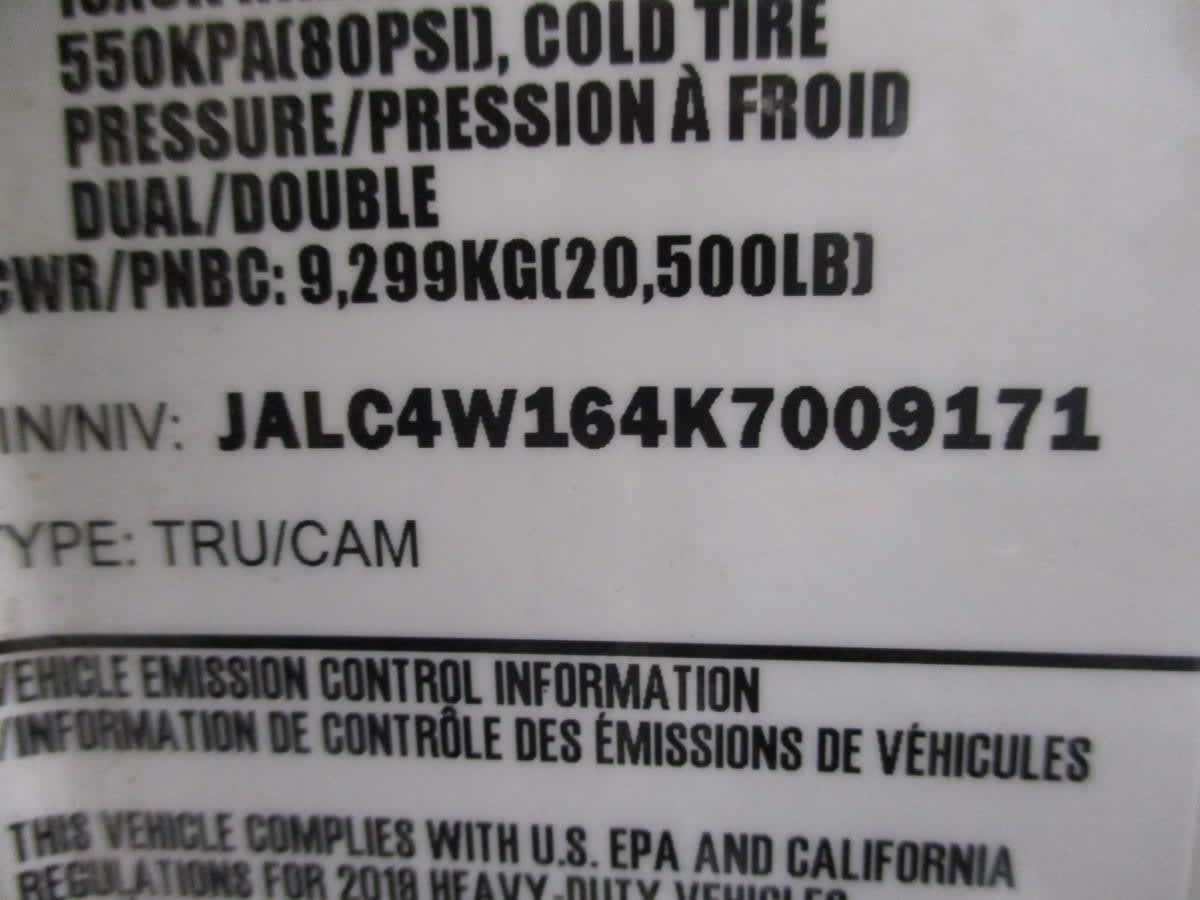 550KPA(80PSI), COLD TIRE
PRESSURE/PRESSION À FROID
DUAL/DOUBLE
CWR/PNBC: 9,299KG(20,500LB)
IN/NIV: JALC4W164K7009171
TYPE: TRU/CAM
VEHICLE EMISSION CONTROL INFORMATION
/INFORMATION DE CONTRÔLE DES ÉMISSIONS DE VÉHICULES
THIS VEHICLE COMPLIES WITH U.S. EPA AND CALIFORNIA
REGULATIONS FOR 2018 HEAVY-DUTY VEHICLES